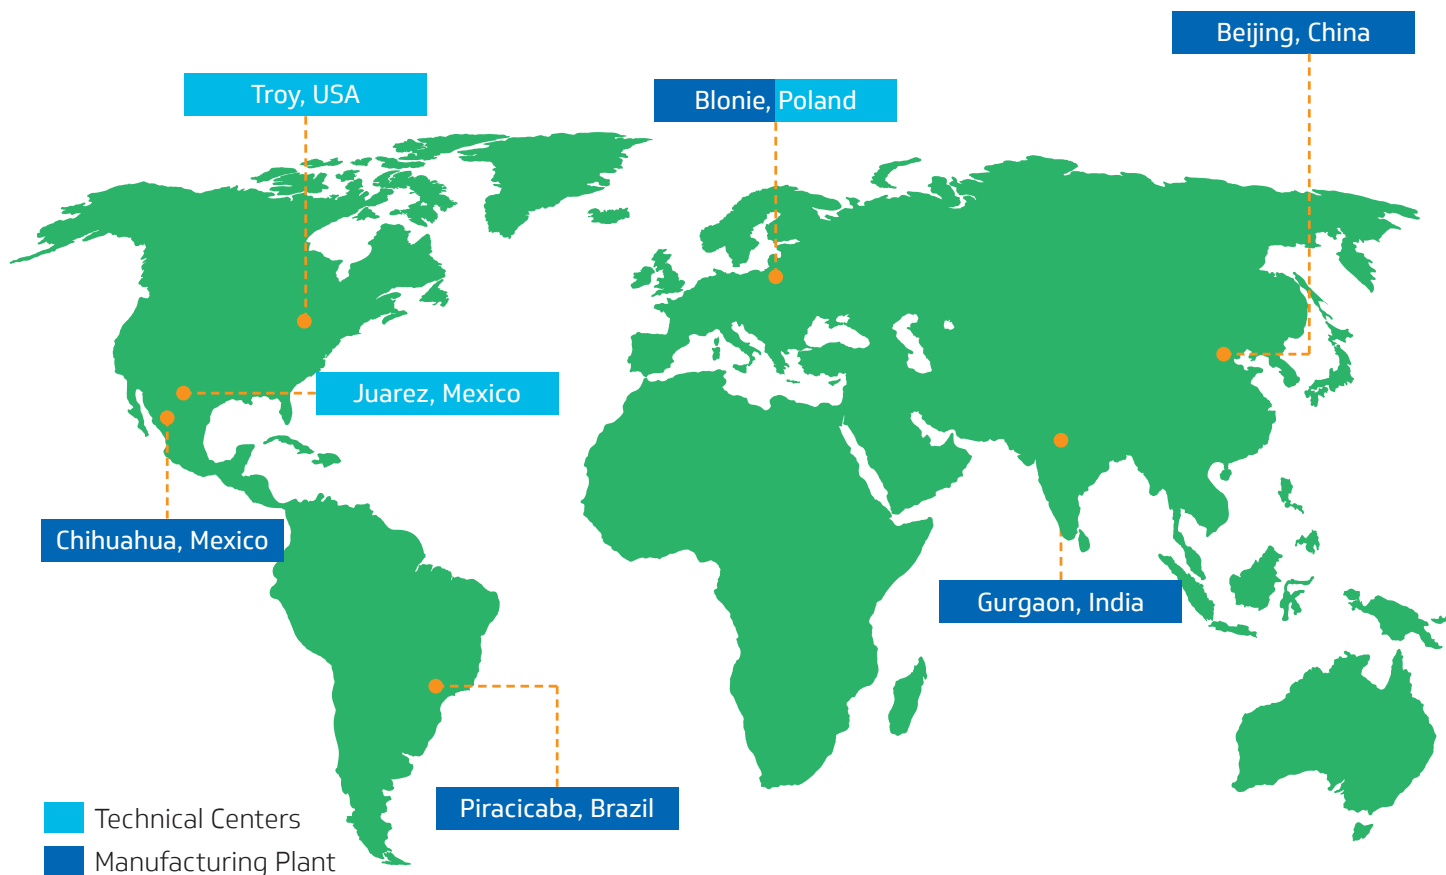 Beijing, China
Troy, USA
Blonie, Poland
Juarez, Mexico
Chihuahua, Mexico
Gurgaon, India
Piracicaba, Brazil
Technical Centers
Manufacturing Plant